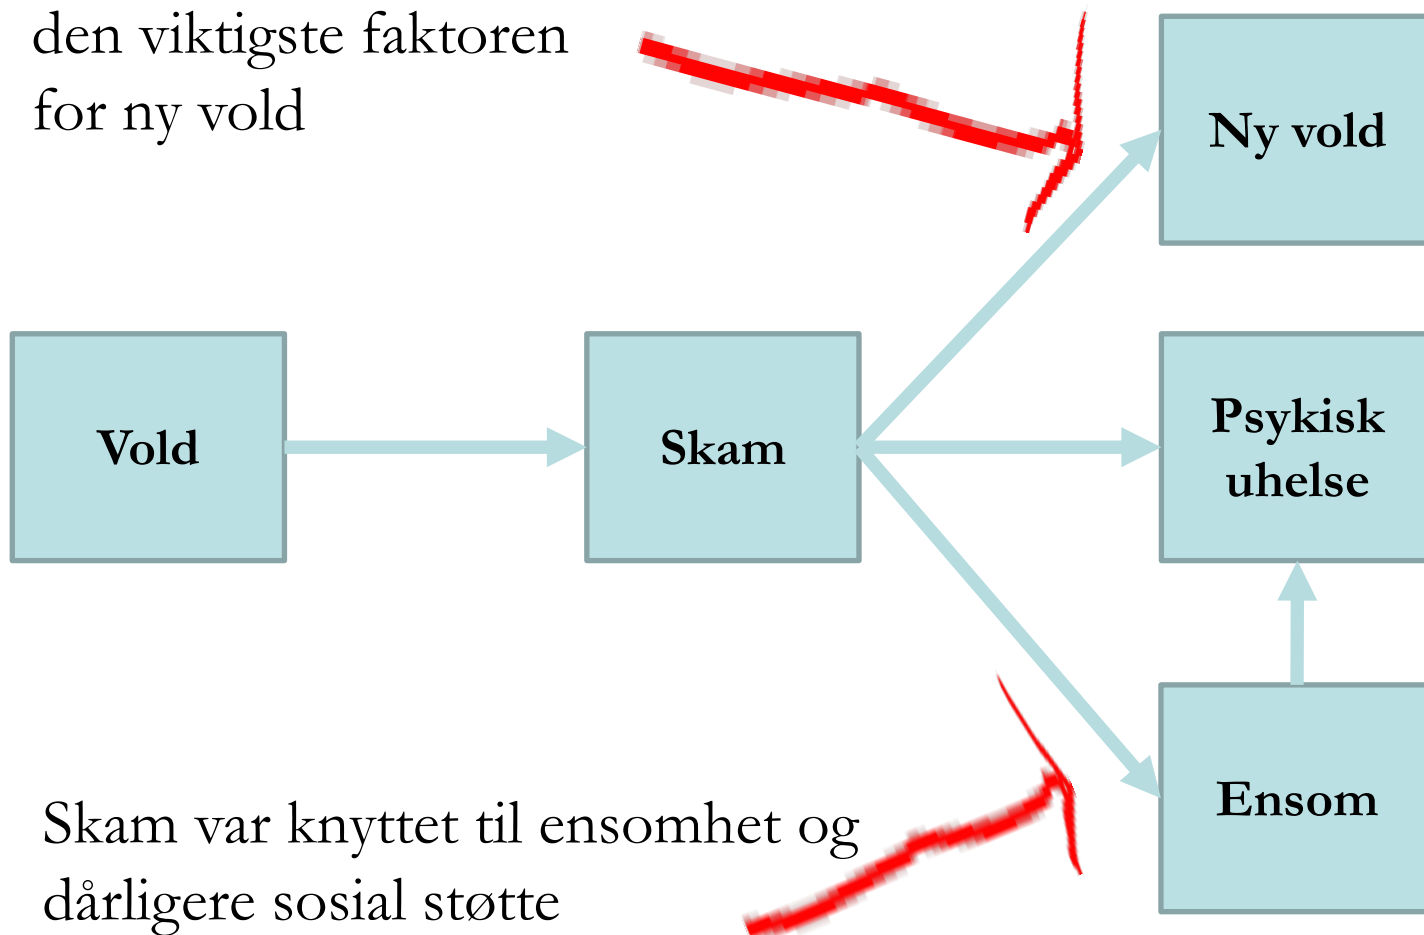 den viktigste faktoren
for ny vold
Ny vold
Vold
Skam
Psykisk
uhelse
Ensom
Skam var knyttet til ensomhet og
dårligere sosial støtte